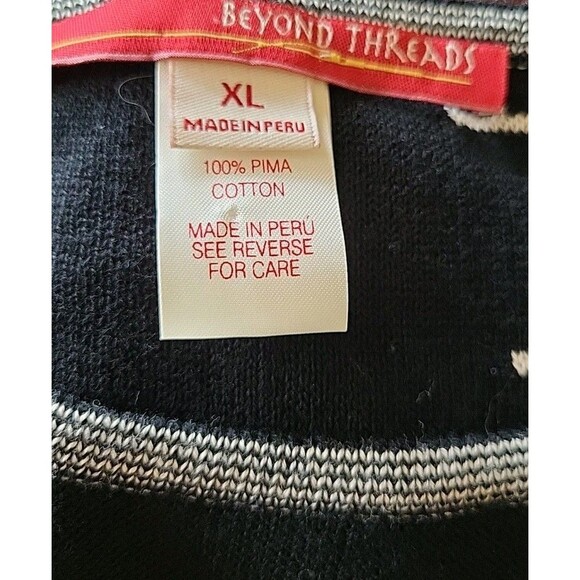 BEYOND THREADS
XL
MADE IN PERU
100% PIMA
COTTON
MADE IN PERÚ
SEE REVERSE
FOR CARE